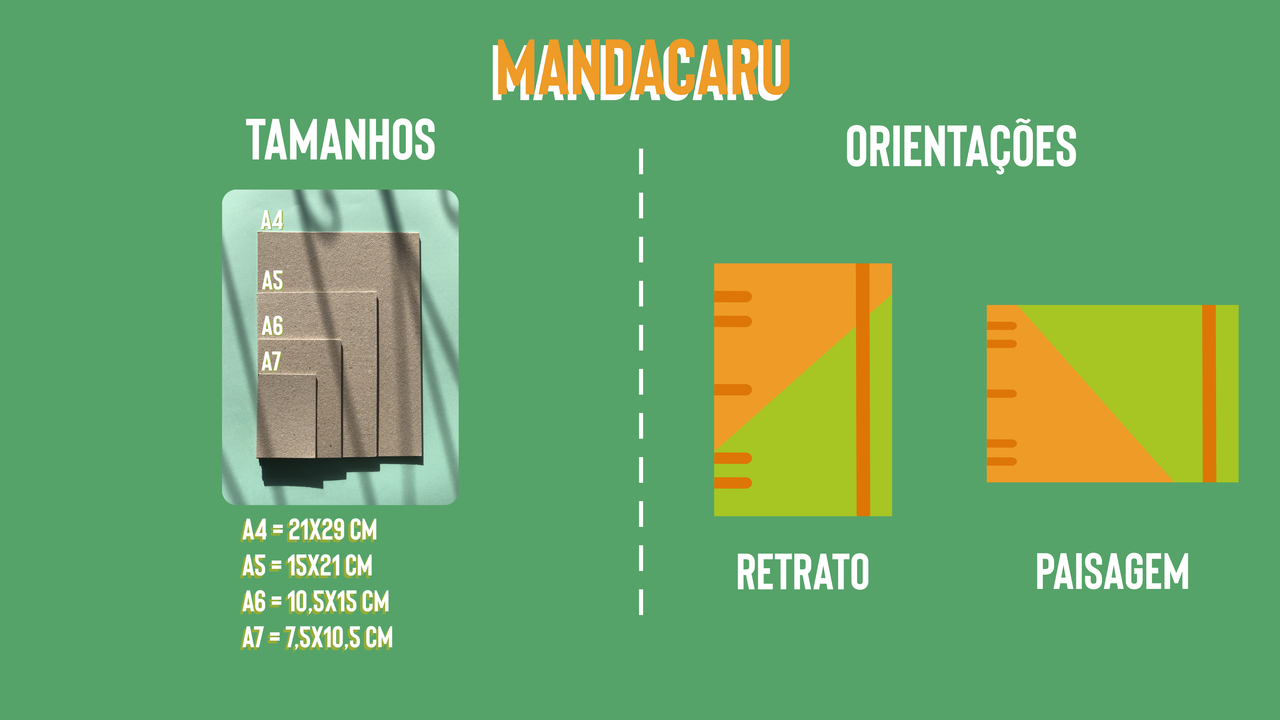 MANDACARU
TAMANHOS
A4
A5
A6
A7
A4 = 21X29 CM
A5 = 15X21 CM
A6 = 10,5X15 CM
A7 = 7,5X10,5 CM
ORIENTAÇÕES
RETRATO
PAISAGEM